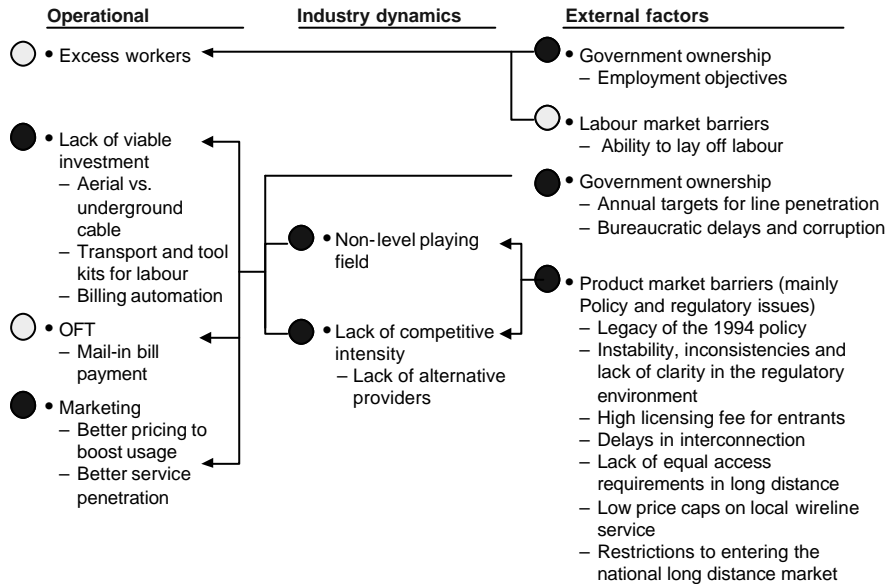 Operational
• Excess workers
• Lack of viable
investment
– Aerial vs.
underground
cable
– Transport and tool
kits for labour
– Billing automation
• OFT
– Mail-in bill
payment
• Marketing
– Better pricing to
boost usage
– Better service
penetration
Industry dynamics
• Non-level playing
field
• Lack of competitive
intensity
– Lack of alternative
providers
External factors
• Government ownership
– Employment objectives
• Labour market barriers
– Ability to lay off labour
• Government ownership
– Annual targets for line penetration
– Bureaucratic delays and corruption
• Product market barriers (mainly
Policy and regulatory issues)
– Legacy of the 1994 policy
– Instability, inconsistencies and
lack of clarity in the regulatory
environment
– High licensing fee for entrants
– Delays in interconnection
– Lack of equal access
requirements in long distance
– Low price caps on local wireline
service
– Restrictions to entering the
national long distance market